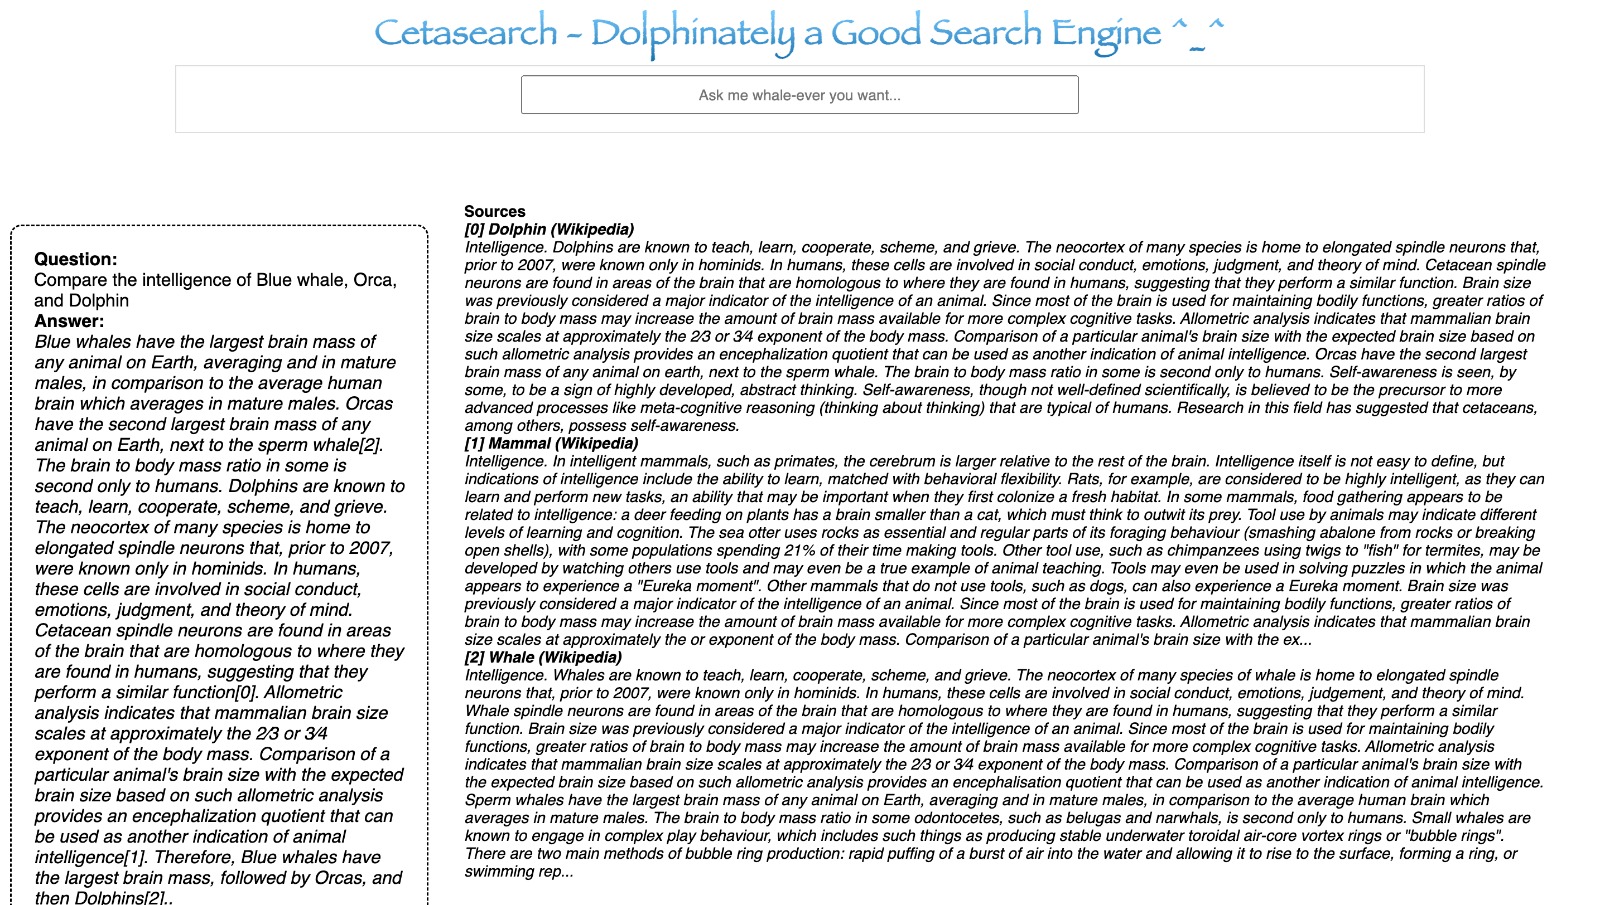 Cetasearch - Dolphinately a Good Search Engine ^_^
Ask me whale-ever you want...
Question:
Compare the intelligence of Blue whale, Orca,
and Dolphin
Answer:
Blue whales have the largest brain mass of
any animal on Earth, averaging and in mature
males, in comparison to the average human
brain which averages in mature males. Orcas
have the second largest brain mass of any
animal on Earth, next to the sperm whale[2].
The brain to body mass ratio in some is
second only to humans. Dolphins are known to
teach, learn, cooperate, scheme, and grieve.
The neocortex of many species is home to
elongated spindle neurons that, prior to 2007,
were known only in hominids. In humans,
these cells are involved in social conduct,
emotions, judgment, and theory of mind.
Cetacean spindle neurons are found in areas
of the brain that are homologous to where they
are found in humans, suggesting that they
perform a similar function[0]. Allometric
analysis indicates that mammalian brain size
scales at approximately the 2⁄3 or 3⁄4
exponent of the body mass. Comparison of a
particular animal's brain size with the expected
brain size based on such allometric analysis
provides an encephalization quotient that can
be used as another indication of animal
intelligence[1]. Therefore, Blue whales have
the largest brain mass, followed by Orcas, and
then Dolphins[2]..
Sources
[0] Dolphin (Wikipedia)
Intelligence. Dolphins are known to teach, learn, cooperate, scheme, and grieve. The neocortex of many species is home to elongated spindle neurons that,
prior to 2007, were known only in hominids. In humans, these cells are involved in social conduct, emotions, judgment, and theory of mind. Cetacean spindle
neurons are found in areas of the brain that are homologous to where they are found in humans, suggesting that they perform a similar function. Brain size
was previously considered a major indicator of the intelligence of an animal. Since most of the brain is used for maintaining bodily functions, greater ratios of
brain to body mass may increase the amount of brain mass available for more complex cognitive tasks. Allometric analysis indicates that mammalian brain
size scales at approximately the 2⁄3 or 3⁄4 exponent of the body mass. Comparison of a particular animal's brain size with the expected brain size based on
such allometric analysis provides an encephalization quotient that can be used as another indication of animal intelligence. Orcas have the second largest
brain mass of any animal on earth, next to the sperm whale. The brain to body mass ratio in some is second only to humans. Self-awareness is seen, by
some, to be a sign of highly developed, abstract thinking. Self-awareness, though not well-defined scientifically, is believed to be the precursor to more
advanced processes like meta-cognitive reasoning (thinking about thinking) that are typical of humans. Research in this field has suggested that cetaceans,
among others, possess self-awareness.
[1] Mammal (Wikipedia)
Intelligence. In intelligent mammals, such as primates, the cerebrum is larger relative to the rest of the brain. Intelligence itself is not easy to define, but
indications of intelligence include the ability to learn, matched with behavioral flexibility. Rats, for example, are considered to be highly intelligent, as they can
learn and perform new tasks, an ability that may be important when they first colonize a fresh habitat. In some mammals, food gathering appears to be
related to intelligence: a deer feeding on plants has a brain smaller than a cat, which must think to outwit its prey. Tool use by animals may indicate different
levels of learning and cognition. The sea otter uses rocks as essential and regular parts of its foraging behaviour (smashing abalone from rocks or breaking
open shells), with some populations spending 21% of their time making tools. Other tool use, such as chimpanzees using twigs to "fish" for termites, may be
developed by watching others use tools and may even be a true example of animal teaching. Tools may even be used in solving puzzles in which the animal
appears to experience a "Eureka moment". Other mammals that do not use tools, such as dogs, can also experience a Eureka moment. Brain size was
previously considered a major indicator of the intelligence of an animal. Since most of the brain is used for maintaining bodily functions, greater ratios of
brain to body mass may increase the amount of brain mass available for more complex cognitive tasks. Allometric analysis indicates that mammalian brain
size scales at approximately the or exponent of the body mass. Comparison of a particular animal's brain size with the ex...
[2] Whale (Wikipedia)
Intelligence. Whales are known to teach, learn, cooperate, scheme, and grieve. The neocortex of many species of whale is home to elongated spindle
neurons that, prior to 2007, were known only in hominids. In humans, these cells are involved in social conduct, emotions, judgement, and theory of mind.
Whale spindle neurons are found in areas of the brain that are homologous to where they are found in humans, suggesting that they perform a similar
function. Brain size was previously considered a major indicator of the intelligence of an animal. Since most of the brain is used for maintaining bodily
functions, greater ratios of brain to body mass may increase the amount of brain mass available for more complex cognitive tasks. Allometric analysis
indicates that mammalian brain size scales at approximately the 2⁄3 or 3⁄4 exponent of the body mass. Comparison of a particular animal's brain size with
the expected brain size based on such allometric analysis provides an encephalisation quotient that can be used as another indication of animal intelligence.
Sperm whales have the largest brain mass of any animal on Earth, averaging and in mature males, in comparison to the average human brain which
averages in mature males. The brain to body mass ratio in some odontocetes, such as belugas and narwhals, is second only to humans. Small whales are
known to engage in complex play behaviour, which includes such things as producing stable underwater toroidal air-core vortex rings or "bubble rings".
There are two main methods of bubble ring production: rapid puffing of a burst of air into the water and allowing it to rise to the surface, forming a ring, or
swimming rep...